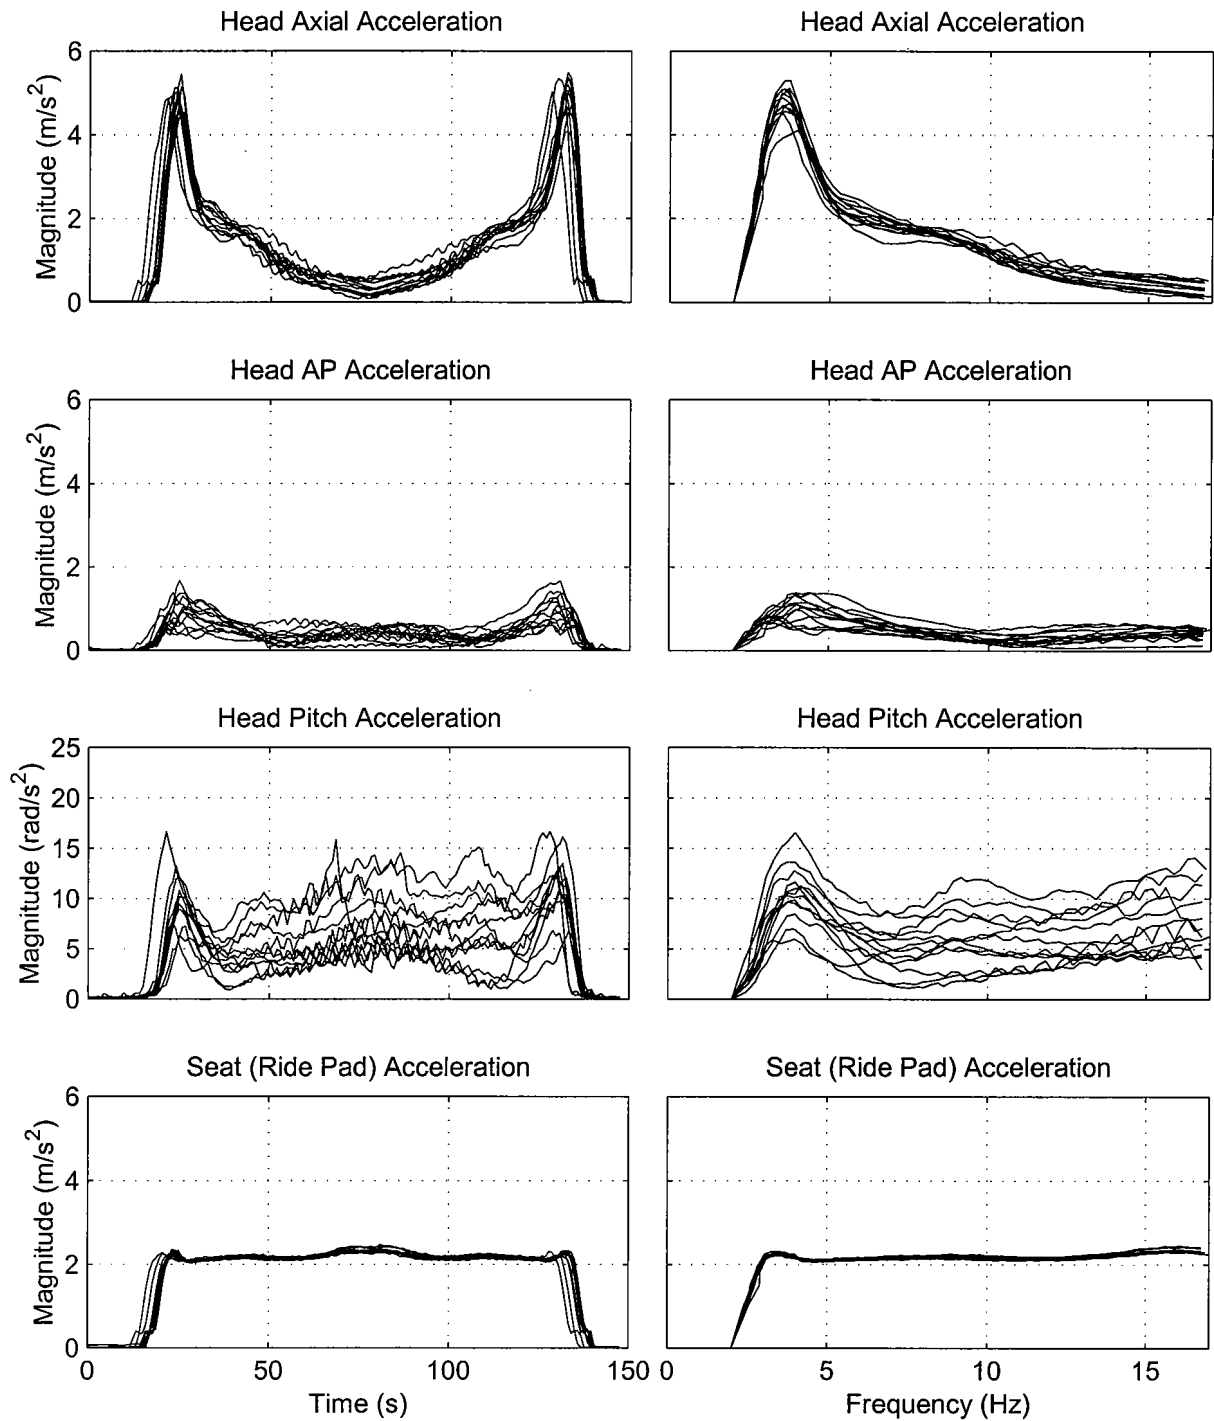 Head Axial Acceleration
Head Axial Acceleration
Magnitude (m/s²)
6
4
2
0
Head AP Acceleration
Head AP Acceleration
Magnitude (m/s²)
6
4
2
0
Head Pitch Acceleration
Head Pitch Acceleration
Magnitude (rad/s²)
25
20
15
10
5
0
Seat (Ride Pad) Acceleration
Seat (Ride Pad) Acceleration
Magnitude (m/s²)
6
4
2
0
0 50 100 150
0 5 10 15
Time (s)
Frequency (Hz)